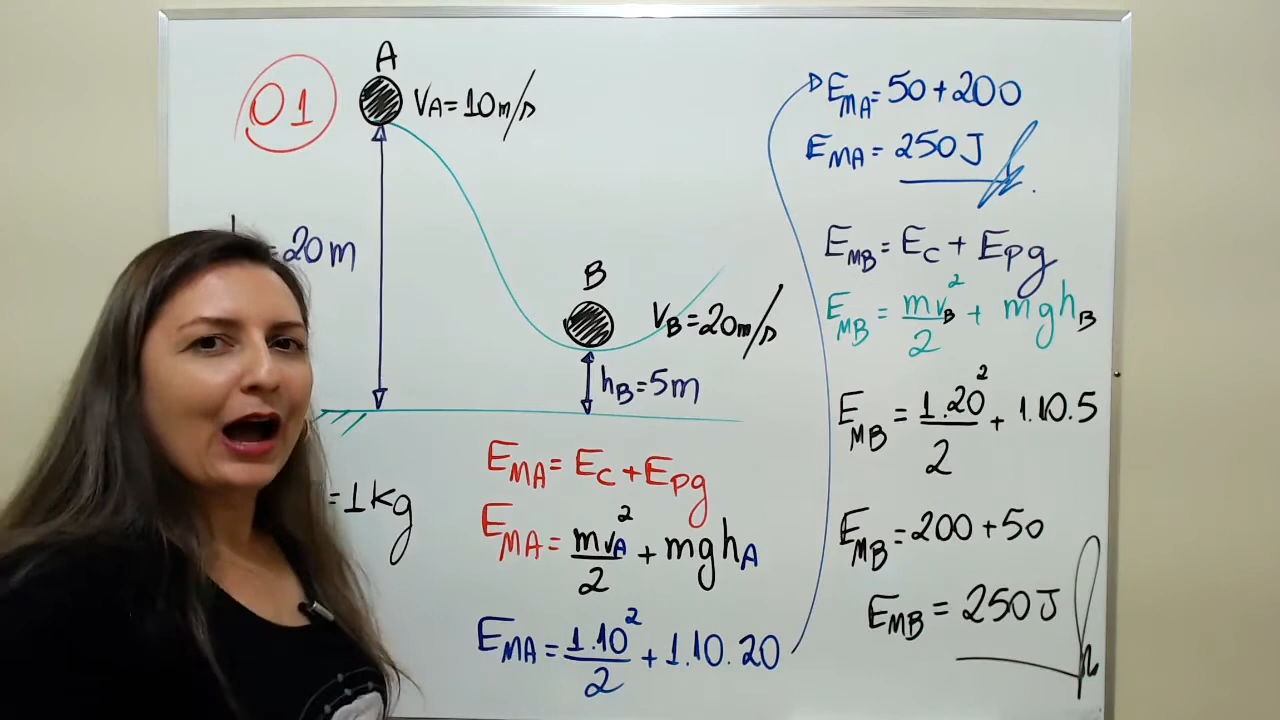 01
A
VA = 10 m/s
= 20 m
B
VB = 20 m/s
hB = 5 m
= 1 kg
EMA = EC + Epg
EMA = mvA²/2 + mghA
EMA = 1.10²/2 + 1.10.20
EMA = 50 + 200
EMA = 250 J
EMB = EC + Epg
EMB = mvB²/2 + mghB
EMB = 1.20²/2 + 1.10.5
EMB = 200 + 50
EMB = 250 J